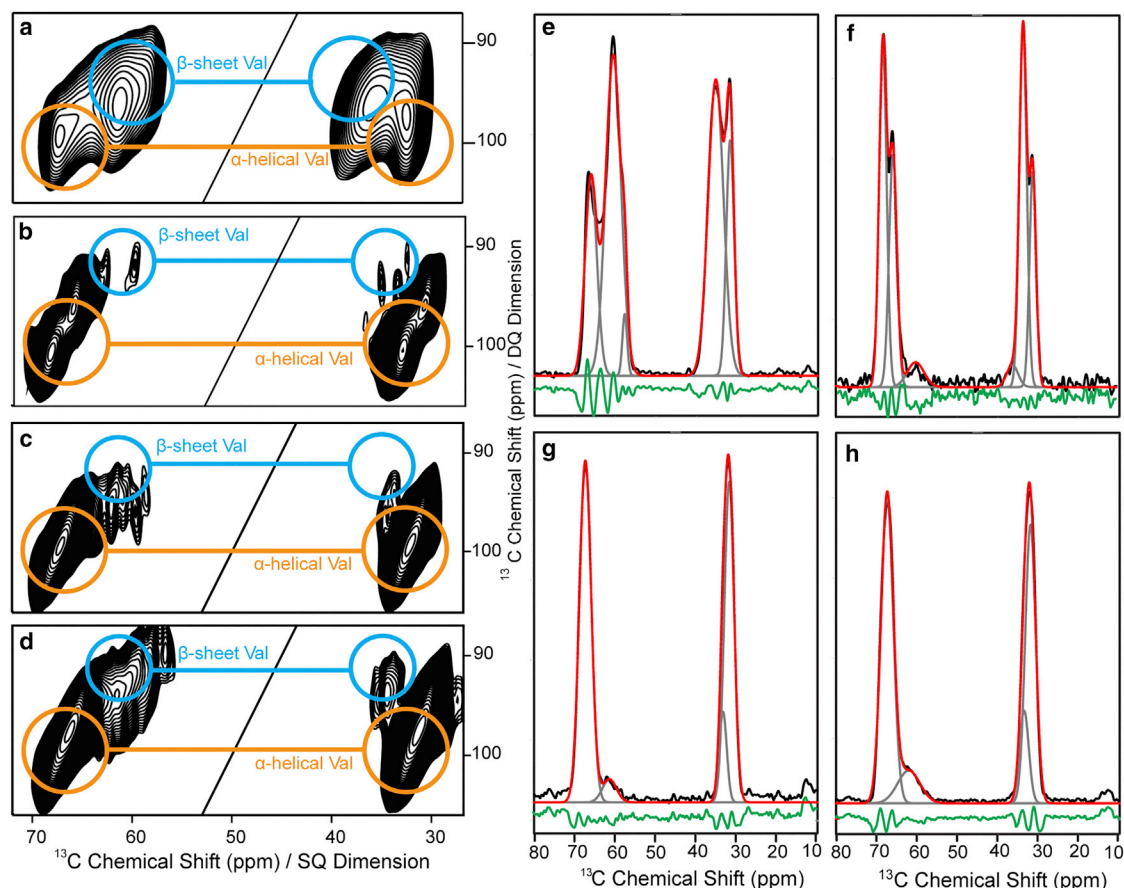 a
β-sheet Val
α-helical Val
90
100
b
β-sheet Val
α-helical Val
90
100
c
β-sheet Val
α-helical Val
90
100
d
β-sheet Val
α-helical Val
90
100
70 60 50 40 30
13C Chemical Shift (ppm) / SQ Dimension
13 C Chemical Shift (ppm) / DQ Dimension
e
f
g
h
80 70 60 50 40 30 20 10
13C Chemical Shift (ppm)
80 70 60 50 40 30 20 10
13C Chemical Shift (ppm)